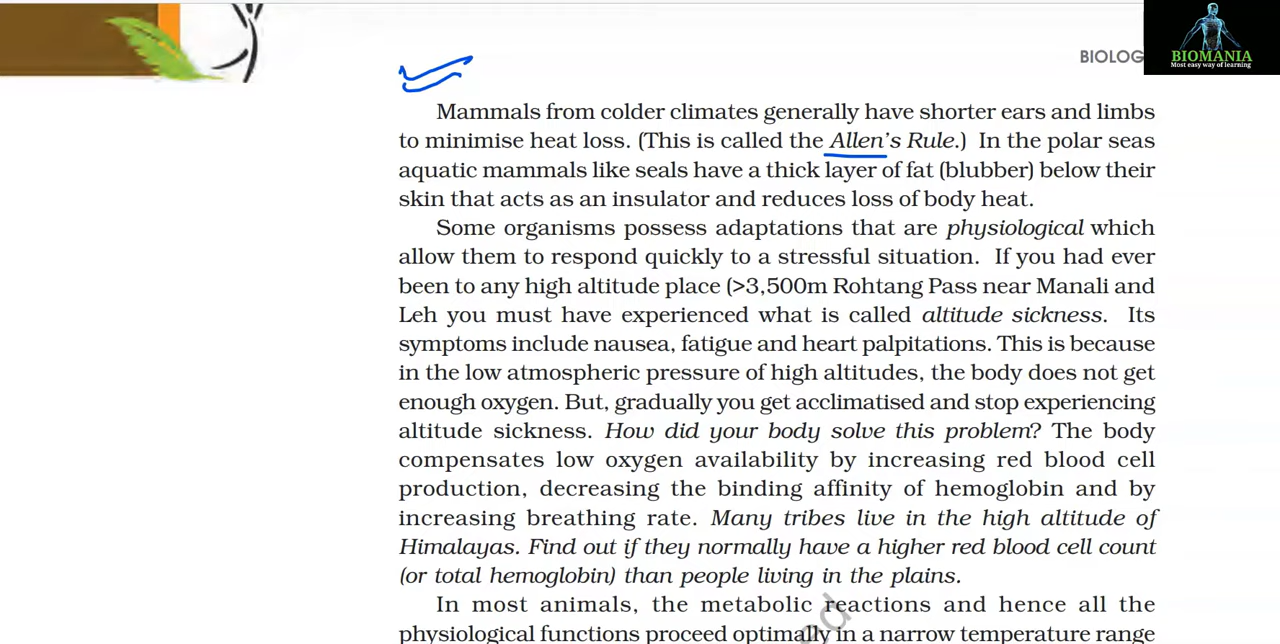 BIOLOG
BIOMANIA
Most easy way of learning
Mammals from colder climates generally have shorter ears and limbs
to minimise heat loss. (This is called the Allen's Rule.) In the polar seas
aquatic mammals like seals have a thick layer of fat (blubber) below their
skin that acts as an insulator and reduces loss of body heat.
Some organisms possess adaptations that are physiological which
allow them to respond quickly to a stressful situation. If you had ever
been to any high altitude place (>3,500m Rohtang Pass near Manali and
Leh you must have experienced what is called altitude sickness. Its
symptoms include nausea, fatigue and heart palpitations. This is because
in the low atmospheric pressure of high altitudes, the body does not get
enough oxygen. But, gradually you get acclimatised and stop experiencing
altitude sickness. How did your body solve this problem? The body
compensates low oxygen availability by increasing red blood cell
production, decreasing the binding affinity of hemoglobin and by
increasing breathing rate. Many tribes live in the high altitude of
Himalayas. Find out if they normally have a higher red blood cell count
(or total hemoglobin) than people living in the plains.
In most animals, the metabolic reactions and hence all the
physiological functions proceed optimally in a narrow temperature range
ed